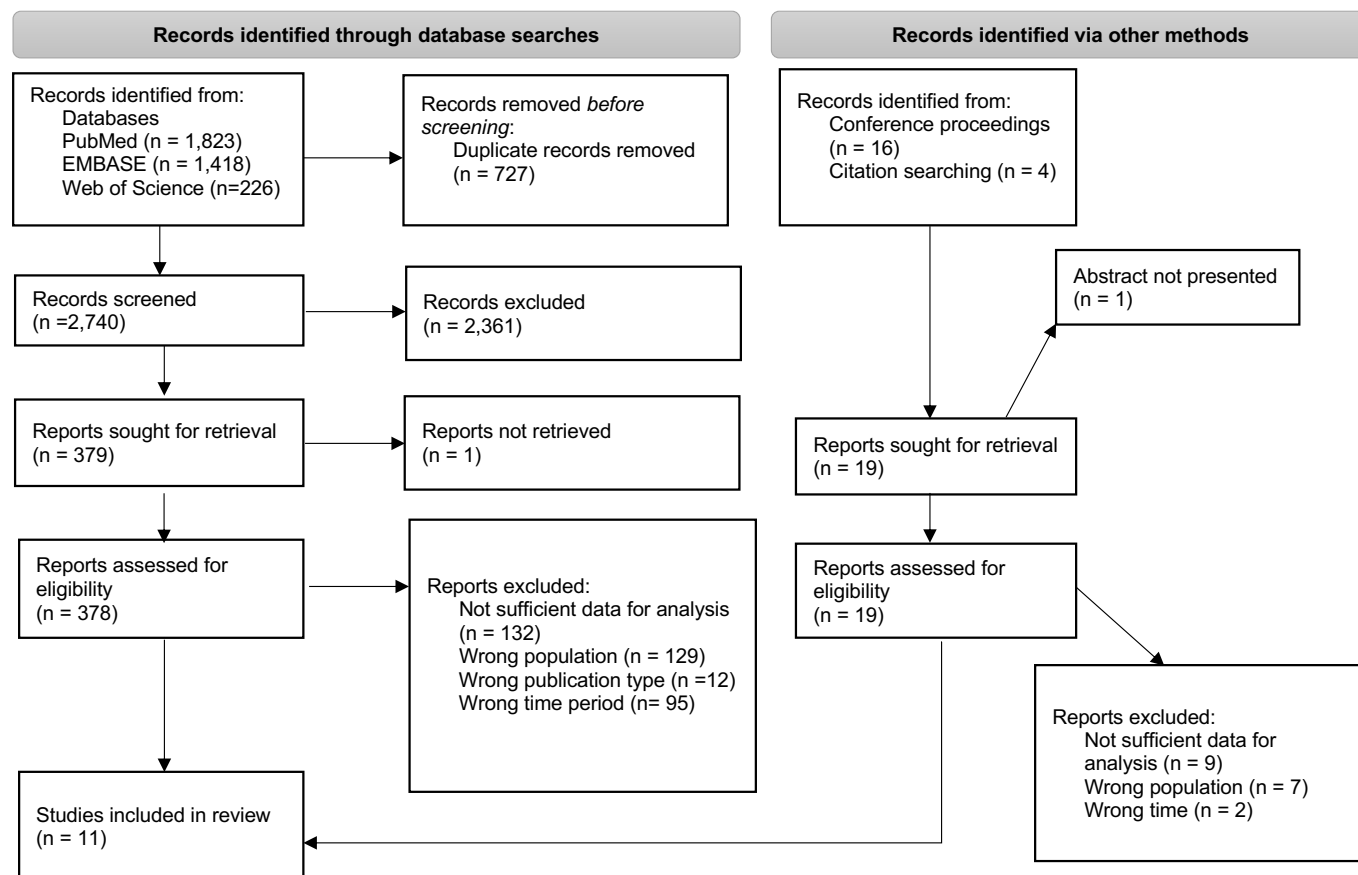 Records identified through database searches
Records identified via other methods
Records identified from:
Databases
PubMed (n = 1,823)
EMBASE (n = 1,418)
Web of Science (n=226)
Records removed before
screening:
Duplicate records removed
(n = 727)
Records identified from:
Conference proceedings
(n = 16)
Citation searching (n = 4)
Abstract not presented
(n = 1)
Records screened
(n =2,740)
Records excluded
(n = 2,361)
Reports sought for retrieval
(n = 379)
Reports not retrieved
(n = 1)
Reports sought for retrieval
(n = 19)
Reports assessed for
eligibility
(n = 378)
Reports excluded:
Not sufficient data for analysis
(n = 132)
Wrong population (n = 129)
Wrong publication type (n =12)
Wrong time period (n= 95)
Reports assessed for
eligibility
(n = 19)
Reports excluded:
Not sufficient data for
analysis (n = 9)
Wrong population (n = 7)
Wrong time (n = 2)
Studies included in review
(n = 11)